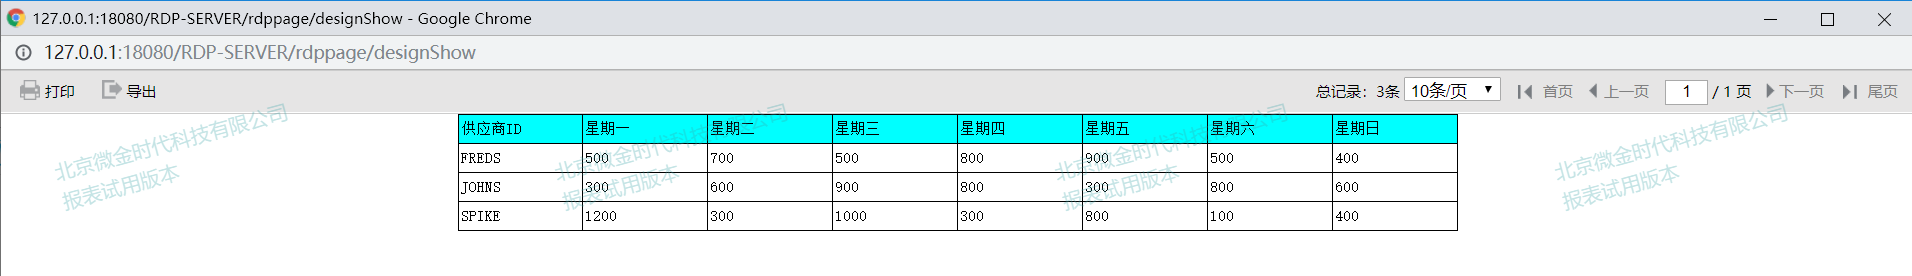 127.0.0.1:18080/RDP-SERVER/rdppage/designShow - Google Chrome
127.0.0.1:18080/RDP-SERVER/rdppage/designShow
打印 导出 总记录：3条 10条/页 首页 上一页 1 / 1 页 下一页 尾页
供应商ID 星期一 星期二 星期三 星期四 星期五 星期六 星期日
FREDS 500 700 500 800 900 500 400
JOHNS 300 600 900 800 300 800 600
SPIKE 1200 300 1000 300 800 100 400
北京微金时代科技有限公司
报表试用版本
北京微金时代科技有限公司
报表试用版本
北京微金时代科技有限公司
报表试用版本
北京微金时代科技有限公司
报表试用版本